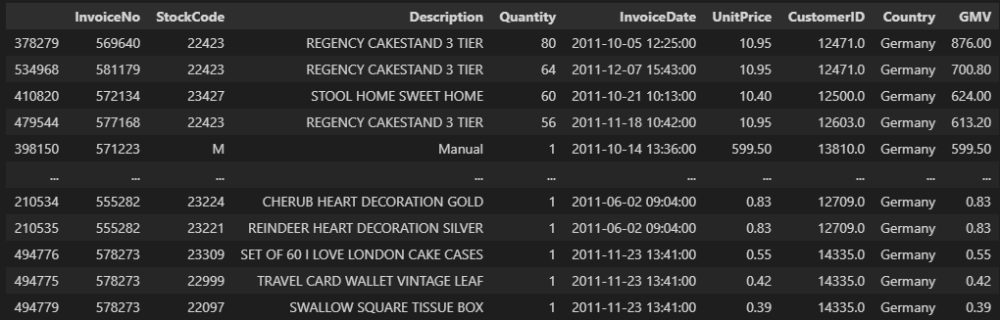 InvoiceNo StockCode Description Quantity InvoiceDate UnitPrice CustomerID Country GMV
378279 569640 22423 REGENCY CAKESTAND 3 TIER 80 2011-10-05 12:25:00 10.95 12471.0 Germany 876.00
534968 581179 22423 REGENCY CAKESTAND 3 TIER 64 2011-12-07 15:43:00 10.95 12471.0 Germany 700.80
410820 572134 23427 STOOL HOME SWEET HOME 60 2011-10-21 10:13:00 10.40 12500.0 Germany 624.00
479544 577168 22423 REGENCY CAKESTAND 3 TIER 56 2011-11-18 10:42:00 10.95 12603.0 Germany 613.20
398150 571223 M Manual 1 2011-10-14 13:36:00 599.50 13810.0 Germany 599.50
... ... ... ... ... ... ... ... ... ...
210534 555282 23224 CHERUB HEART DECORATION GOLD 1 2011-06-02 09:04:00 0.83 12709.0 Germany 0.83
210535 555282 23221 REINDEER HEART DECORATION SILVER 1 2011-06-02 09:04:00 0.83 12709.0 Germany 0.83
494776 578273 23309 SET OF 60 I LOVE LONDON CAKE CASES 1 2011-11-23 13:41:00 0.55 14335.0 Germany 0.55
494775 578273 22999 TRAVEL CARD WALLET VINTAGE LEAF 1 2011-11-23 13:41:00 0.42 14335.0 Germany 0.42
494779 578273 22097 SWALLOW SQUARE TISSUE BOX 1 2011-11-23 13:41:00 0.39 14335.0 Germany 0.39